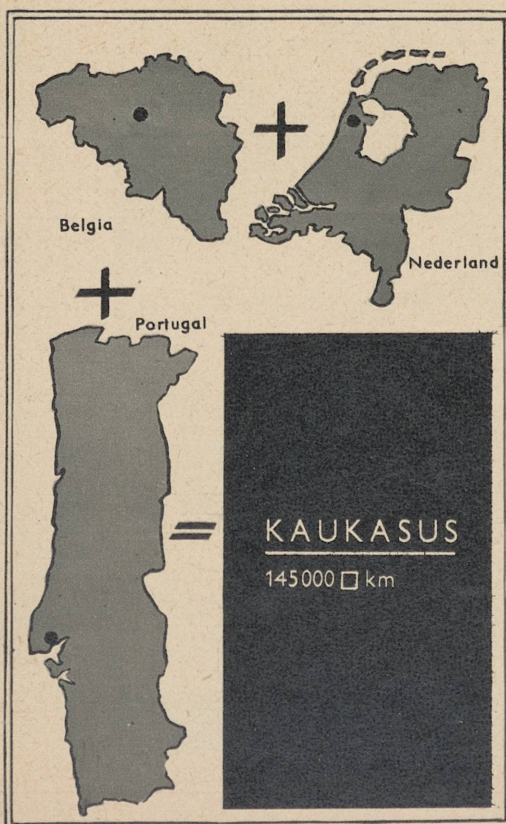 +
Belgia
Nederland
+
Portugal
=
KAUKASUS
145000 □ km